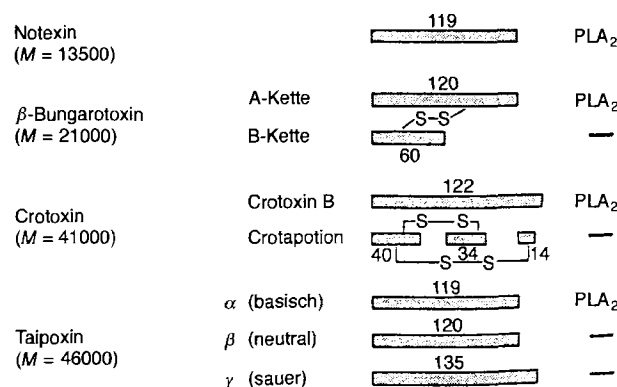 119
Notexin PLA₂
(M = 13500)
120
A-Kette PLA₂
β-Bungarotoxin S–S
(M = 21000) B-Kette —
60
122
Crotoxin B PLA₂
Crotoxin S S
(M = 41000) Crotapotion —
40 34 14
S S
119
α (basisch) PLA₂
120
Taipoxin β (neutral) —
(M = 46000) 135
γ (sauer) —